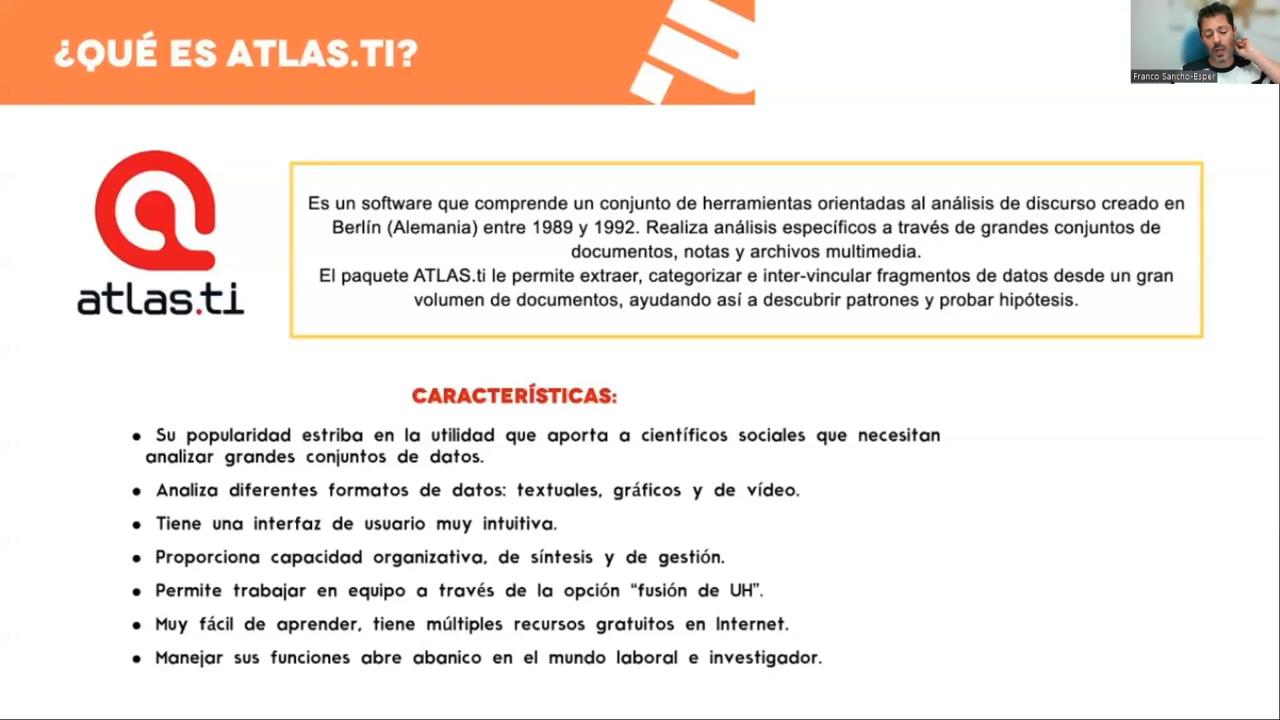 ¿QUÉ ES ATLAS.TI?
Franco Sancho-Esper
atlas.ti
Es un software que comprende un conjunto de herramientas orientadas al análisis de discurso creado en
Berlín (Alemania) entre 1989 y 1992. Realiza análisis específicos a través de grandes conjuntos de
documentos, notas y archivos multimedia.
El paquete ATLAS.ti le permite extraer, categorizar e inter-vincular fragmentos de datos desde un gran
volumen de documentos, ayudando así a descubrir patrones y probar hipótesis.
CARACTERÍSTICAS:
• Su popularidad estriba en la utilidad que aporta a científicos sociales que necesitan
analizar grandes conjuntos de datos.
• Analiza diferentes formatos de datos: textuales, gráficos y de vídeo.
• Tiene una interfaz de usuario muy intuitiva.
• Proporciona capacidad organizativa, de síntesis y de gestión.
• Permite trabajar en equipo a través de la opción “fusión de UH”.
• Muy fácil de aprender, tiene múltiples recursos gratuitos en Internet.
• Manejar sus funciones abre abanico en el mundo laboral e investigador.